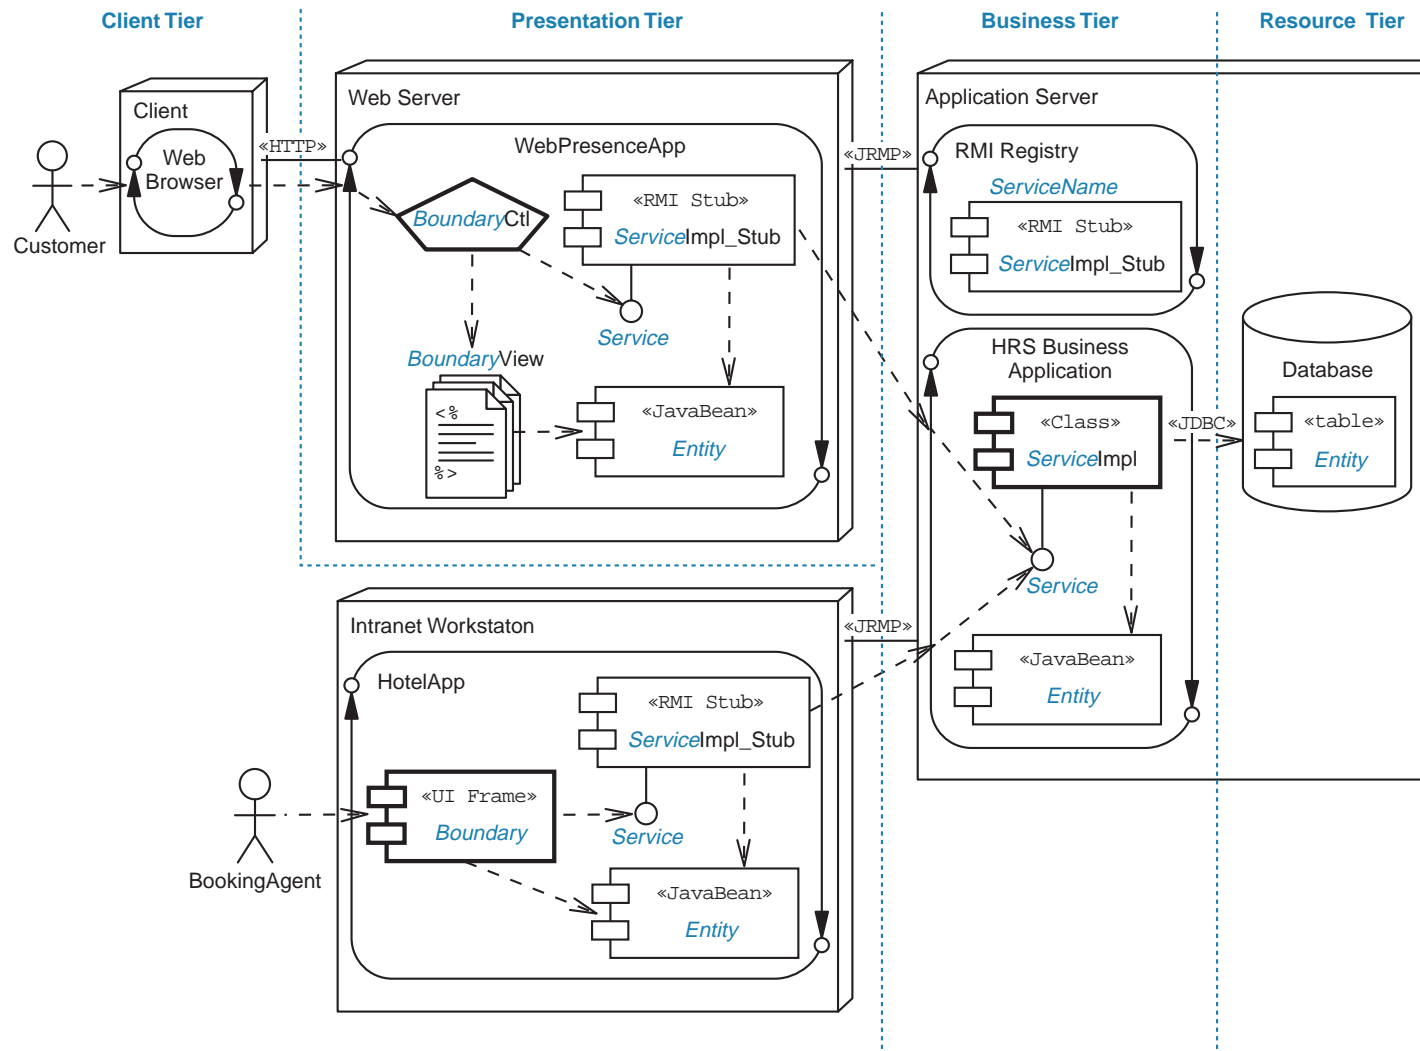 Client Tier
Presentation Tier
Business Tier
Resource Tier
Client
Web
Browser
Customer
«HTTP»
Web Server
WebPresenceApp
BoundaryCtl
«RMI Stub»
ServiceImpl_Stub
Service
BoundaryView
<%
%>
«JavaBean»
Entity
«JRMP»
Application Server
RMI Registry
ServiceName
«RMI Stub»
ServiceImpl_Stub
HRS Business
Application
«Class»
ServiceImpl
«JDBC»
Service
«JavaBean»
Entity
Database
«table»
Entity
Intranet Workstaton
«JRMP»
HotelApp
«RMI Stub»
ServiceImpl_Stub
«UI Frame»
Boundary
Service
BookingAgent
«JavaBean»
Entity